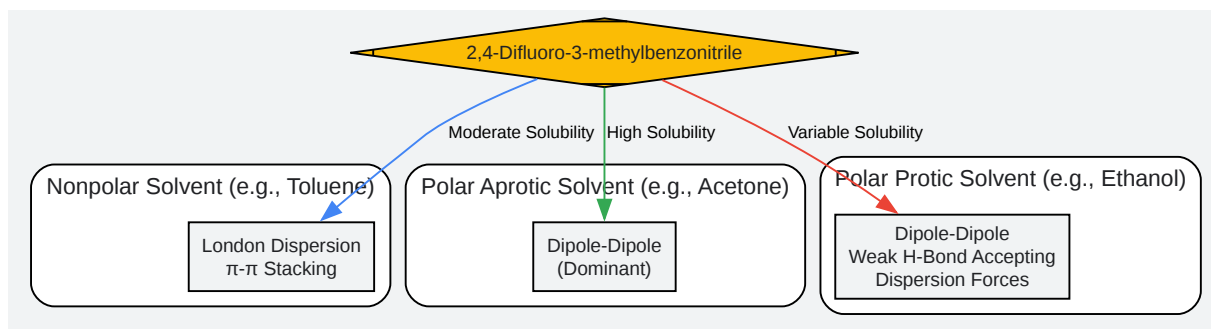 2,4-Difluoro-3-methylbenzonitrile
Moderate Solubility
High Solubility
Variable Solubility
Nonpolar Solvent (e.g., Toluene)
London Dispersion
π-π Stacking
Polar Aprotic Solvent (e.g., Acetone)
Dipole-Dipole
(Dominant)
Polar Protic Solvent (e.g., Ethanol)
Dipole-Dipole
Weak H-Bond Accepting
Dispersion Forces